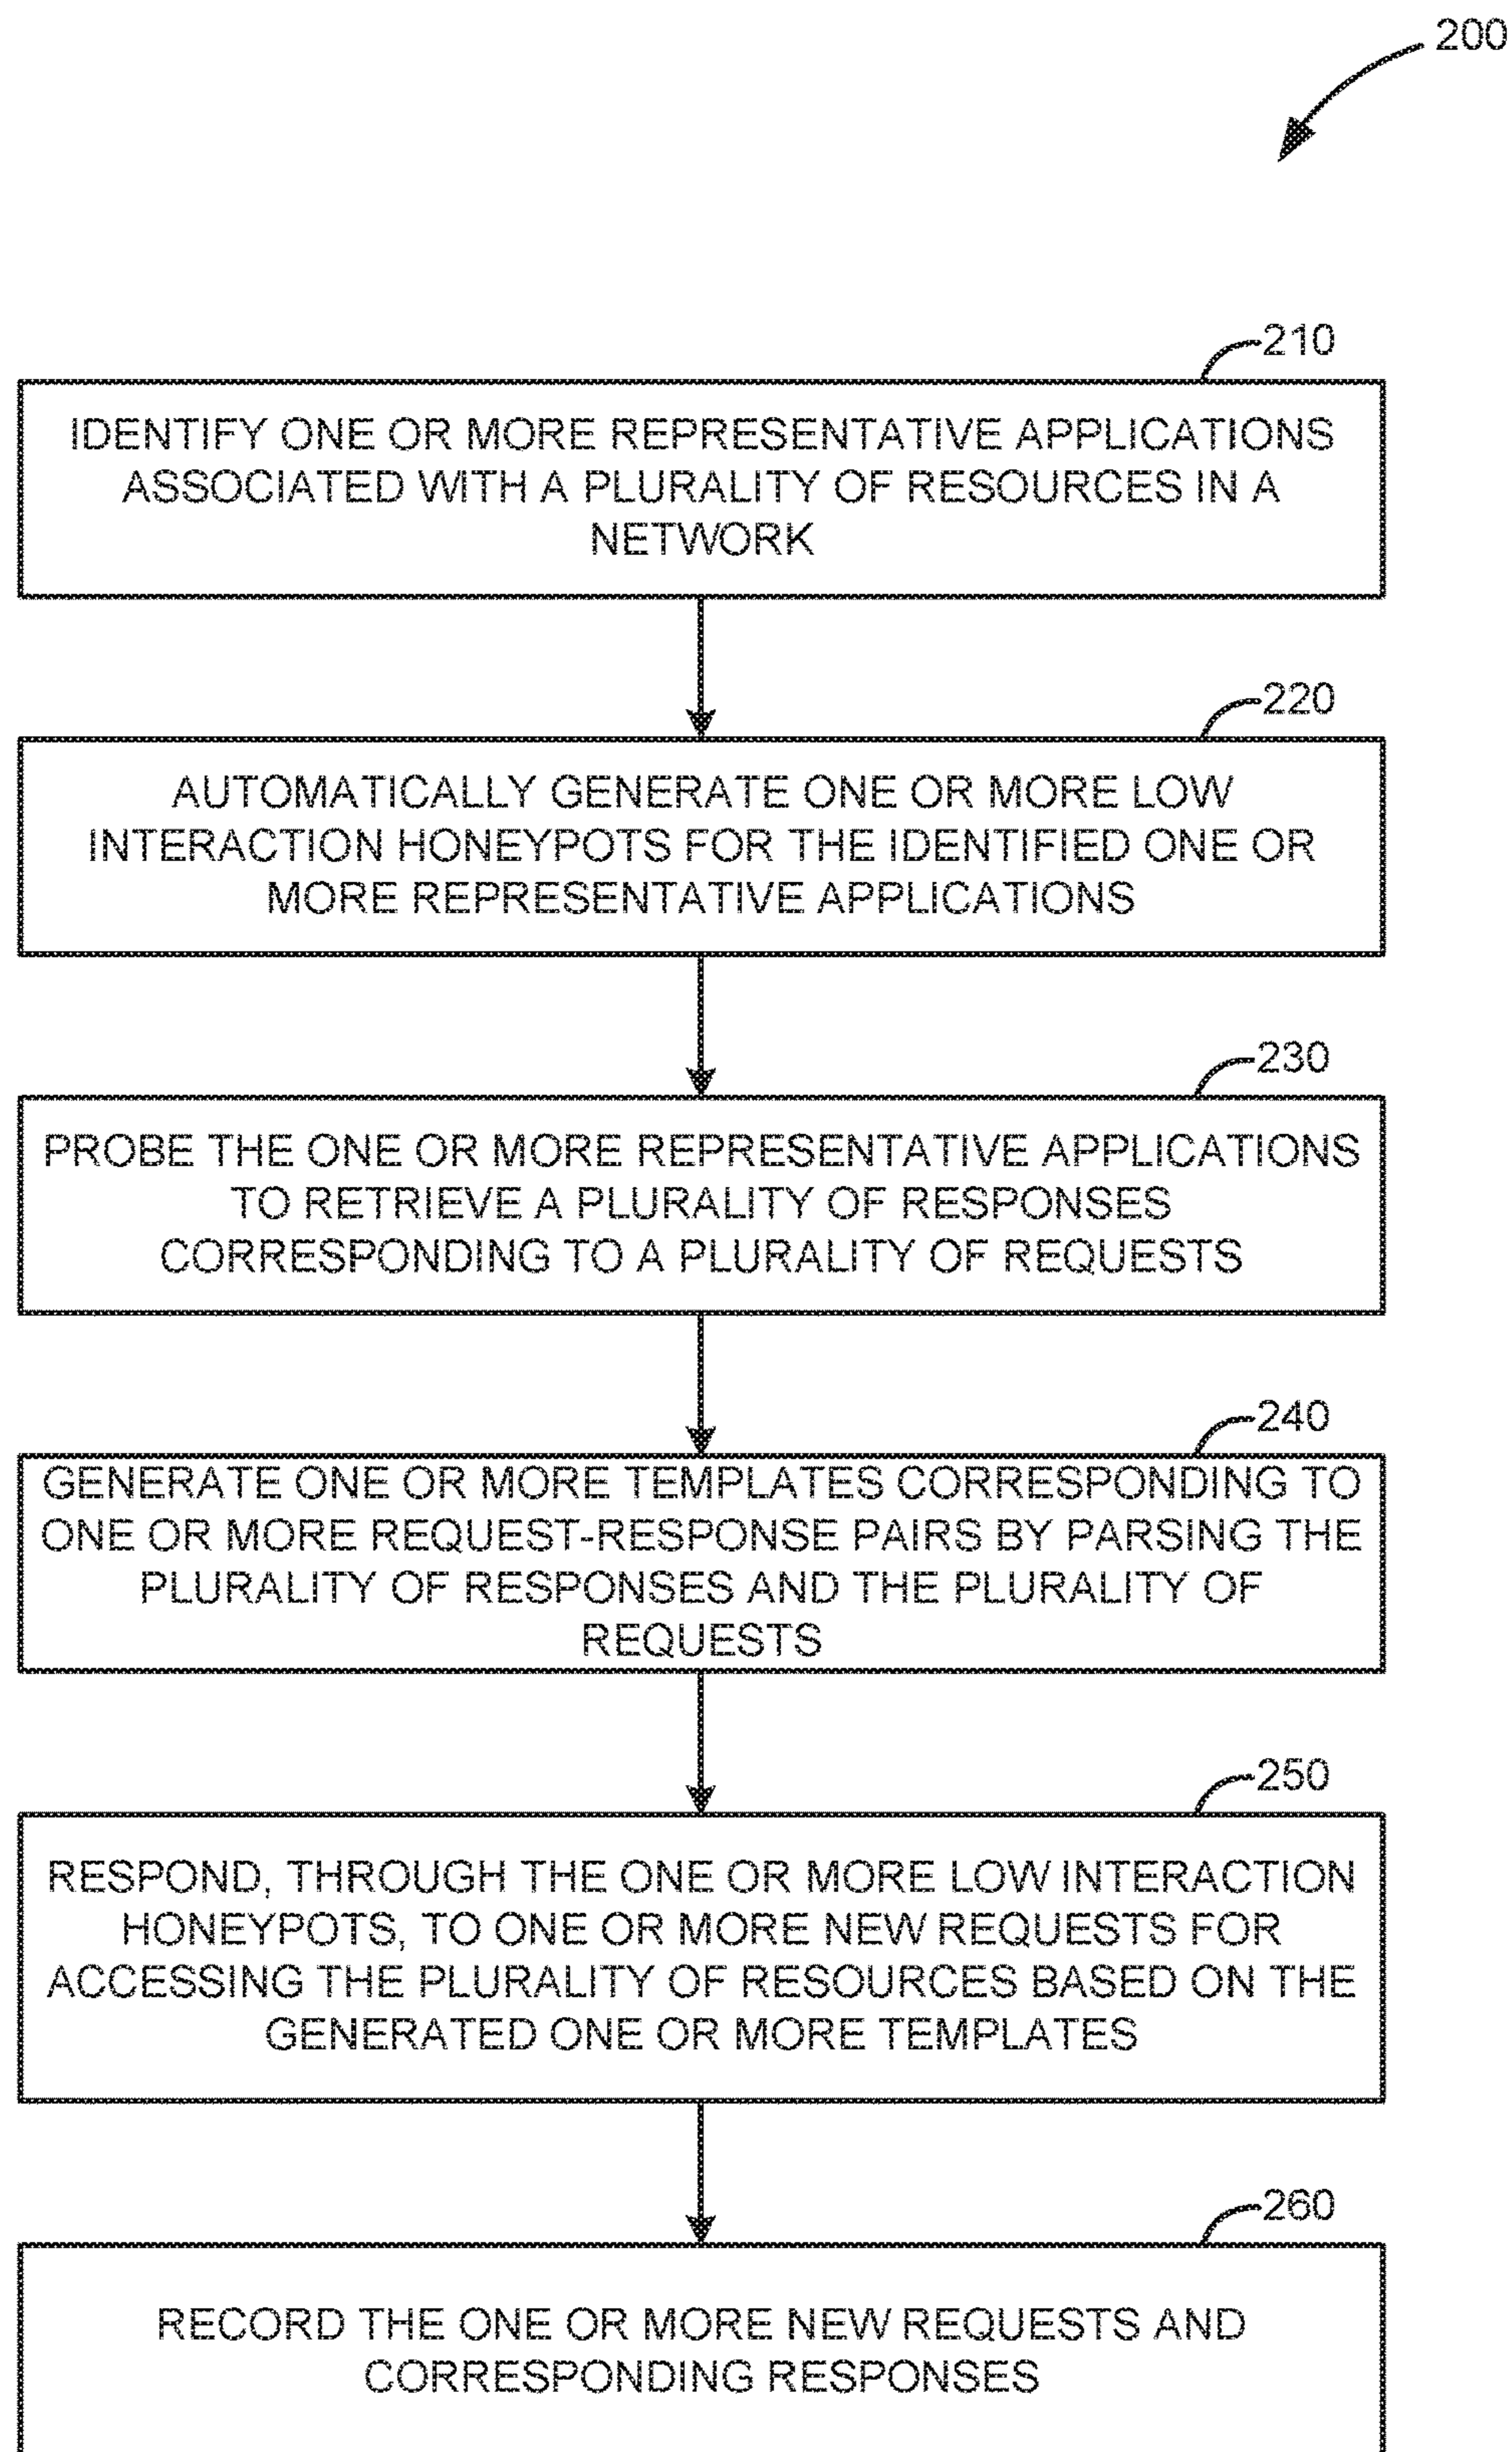 200
210
IDENTIFY ONE OR MORE REPRESENTATIVE APPLICATIONS
ASSOCIATED WITH A PLURALITY OF RESOURCES IN A
NETWORK
220
AUTOMATICALLY GENERATE ONE OR MORE LOW
INTERACTION HONEYPOTS FOR THE IDENTIFIED ONE OR
MORE REPRESENTATIVE APPLICATIONS
230
PROBE THE ONE OR MORE REPRESENTATIVE APPLICATIONS
TO RETRIEVE A PLURALITY OF RESPONSES
CORRESPONDING TO A PLURALITY OF REQUESTS
240
GENERATE ONE OR MORE TEMPLATES CORRESPONDING TO
ONE OR MORE REQUEST-RESPONSE PAIRS BY PARSING THE
PLURALITY OF RESPONSES AND THE PLURALITY OF
REQUESTS
250
RESPOND, THROUGH THE ONE OR MORE LOW INTERACTION
HONEYPOTS, TO ONE OR MORE NEW REQUESTS FOR
ACCESSING THE PLURALITY OF RESOURCES BASED ON THE
GENERATED ONE OR MORE TEMPLATES
260
RECORD THE ONE OR MORE NEW REQUESTS AND
CORRESPONDING RESPONSES